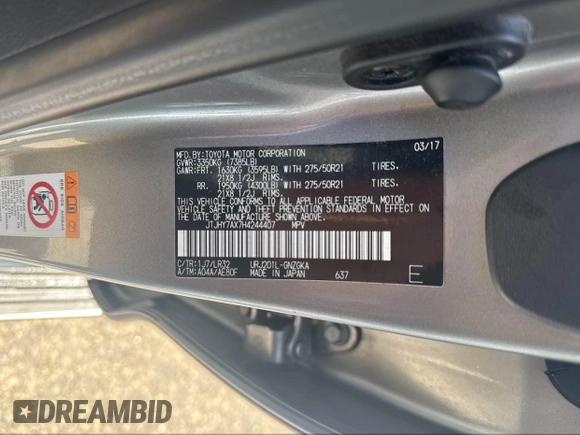 MFD.BY:TOYOTA MOTOR CORPORATION 03/17
GVWR:3350KG (7385LB)
GAWR:FRT. 1630KG (3595LB) WITH 275/50R21 TIRES.
21X8 1/2J RIMS.
RR. 1950KG (4300LB) WITH 275/50R21 TIRES.
21X8 1/2J RIMS.
THIS VEHICLE CONFORMS TO ALL APPLICABLE FEDERAL MOTOR
VEHICLE SAFETY AND THEFT PREVENTION STANDARDS IN EFFECT ON
THE DATE OF MANUFACTURE SHOWN ABOVE.
JTJHY7AX7H4244407 MPV
C/TR:1J7/LR32 URJ201L-GNZGKA
A/TM:A04A/AE80F MADE IN JAPAN 637 E
DREAMBID